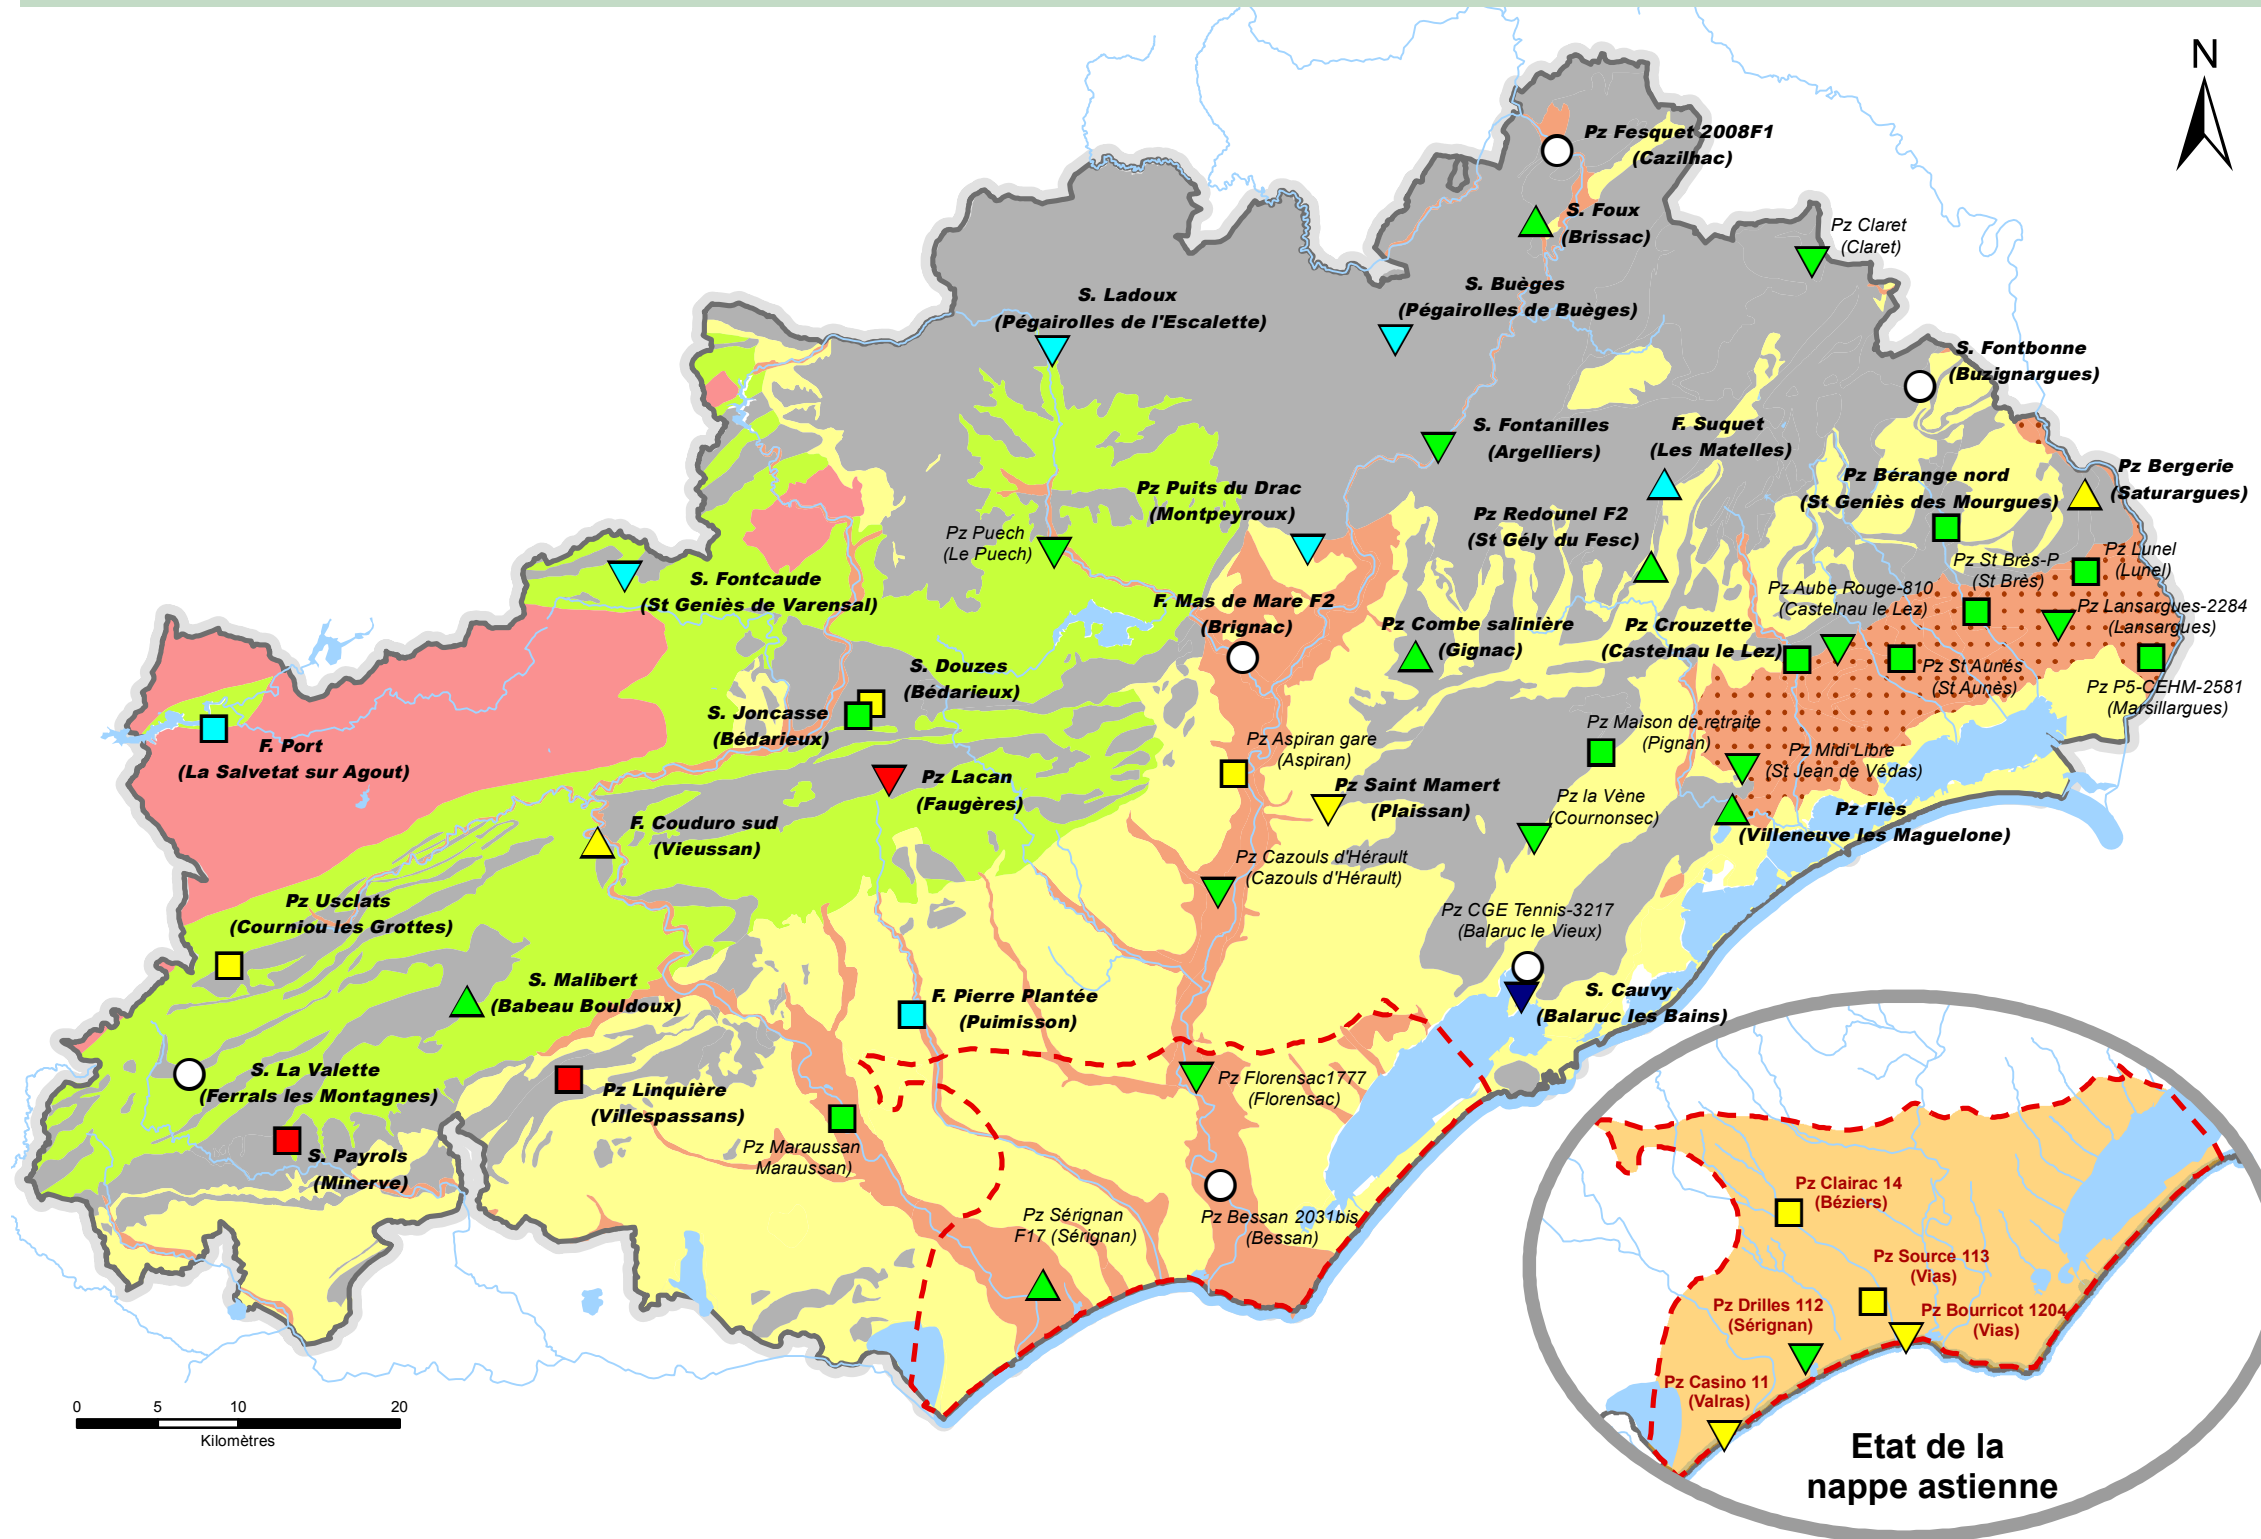 N
Pz Fesquet 2008F1
(Cazilhac)
S. Foux
(Brissac)
Pz Claret
(Claret)
S. Ladoux
(Pégairolles de l'Escalette)
S. Buèges
(Pégairolles de Buèges)
S. Fontbonne
(Buzignargues)
S. Fontanilles
(Argelliers)
F. Suquet
(Les Matelles)
Pz Bérange nord
(St Geniès des Mourgues)
Pz Bergerie
(Saturargues)
Pz Puits du Drac
(Montpeyroux)
Pz Redounel F2
(St Gély du Fesc)
Pz Puech
(Le Puech)
Pz St Brès-P
(St Brès)
Pz Lunel
(Lunel)
S. Fontcaude
(St Geniès de Varensal)
Pz Aube Rouge-810
(Castelnau le Lez)
Pz Lansargues-2284
(Lansargues)
F. Mas de Mare F2
(Brignac)
Pz Combe salinière
(Gignac)
Pz Crouzette
(Castelnau le Lez)
S. Douzes
(Bédarieux)
Pz St Aunés
(St Aunès)
Pz P5-CEHM-2581
(Marsillargues)
S. Joncasse
(Bédarieux)
Pz Maison de retraite
(Pignan)
F. Port
(La Salvetat sur Agout)
Pz Aspiran gare
(Aspiran)
Pz Midi Libre
(St Jean de Védas)
Pz Lacan
(Faugères)
Pz Saint Mamert
(Plaissan)
Pz la Vène
(Cournonsec)
Pz Flès
(Villeneuve les Maguelone)
F. Couduro sud
(Vieussan)
Pz Cazouls d'Hérault
(Cazouls d'Hérault)
Pz Usclats
(Courniou les Grottes)
Pz CGE Tennis-3217
(Balaruc le Vieux)
S. Malibert
(Babeau Bouldoux)
F. Pierre Plantée
(Puimisson)
S. Cauvy
(Balaruc les Bains)
S. La Valette
(Ferrals les Montagnes)
Pz Linquière
(Villespassans)
Pz Florensac1777
(Florensac)
Pz Maraussan
Maraussan)
S. Payrols
(Minerve)
Pz Sérignan
F17 (Sérignan)
Pz Bessan 2031bis
(Bessan)
Pz Clairac 14
(Béziers)
Pz Source 113
(Vias)
Pz Drilles 112
(Sérignan)
Pz Bourricot 1204
(Vias)
Pz Casino 11
(Valras)
0 5 10 20
Kilomètres
Etat de la
nappe astienne